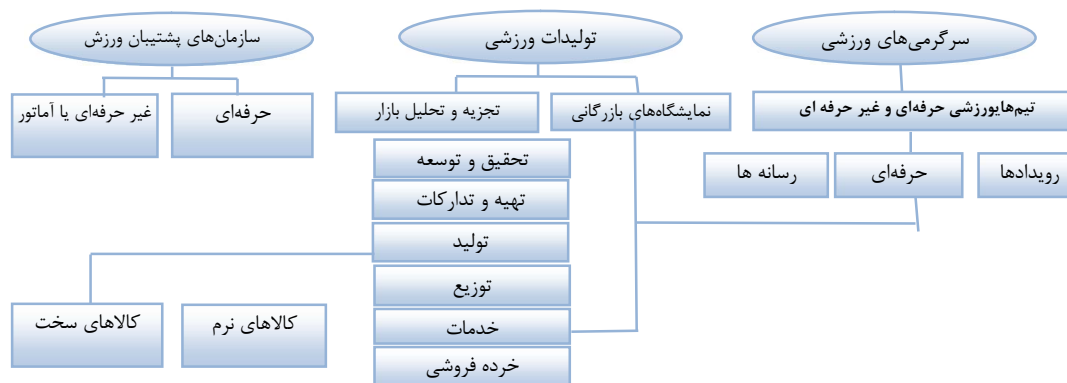 سرگرمی‌های ورزشی
تولیدات ورزشی
سازمان‌های پشتیبان ورزش
تیم‌هایورزشی حرفه‌ای و غیر حرفه ای
نمایشگاه‌های بازرگانی
تجزیه و تحلیل بازار
حرفه‌ای
غیر حرفه‌ای یا آماتور
رویدادها
حرفه‌ای
رسانه ها
تحقیق و توسعه
تهیه و تدارکات
تولید
توزیع
خدمات
خرده فروشی
کالاهای نرم
کالاهای سخت